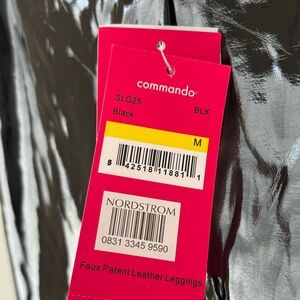 commando
SLG25 BLK
Black
M
8 42518 11881 1
NORDSTROM
0831 3345 9590
Faux Patent Leather Leggings